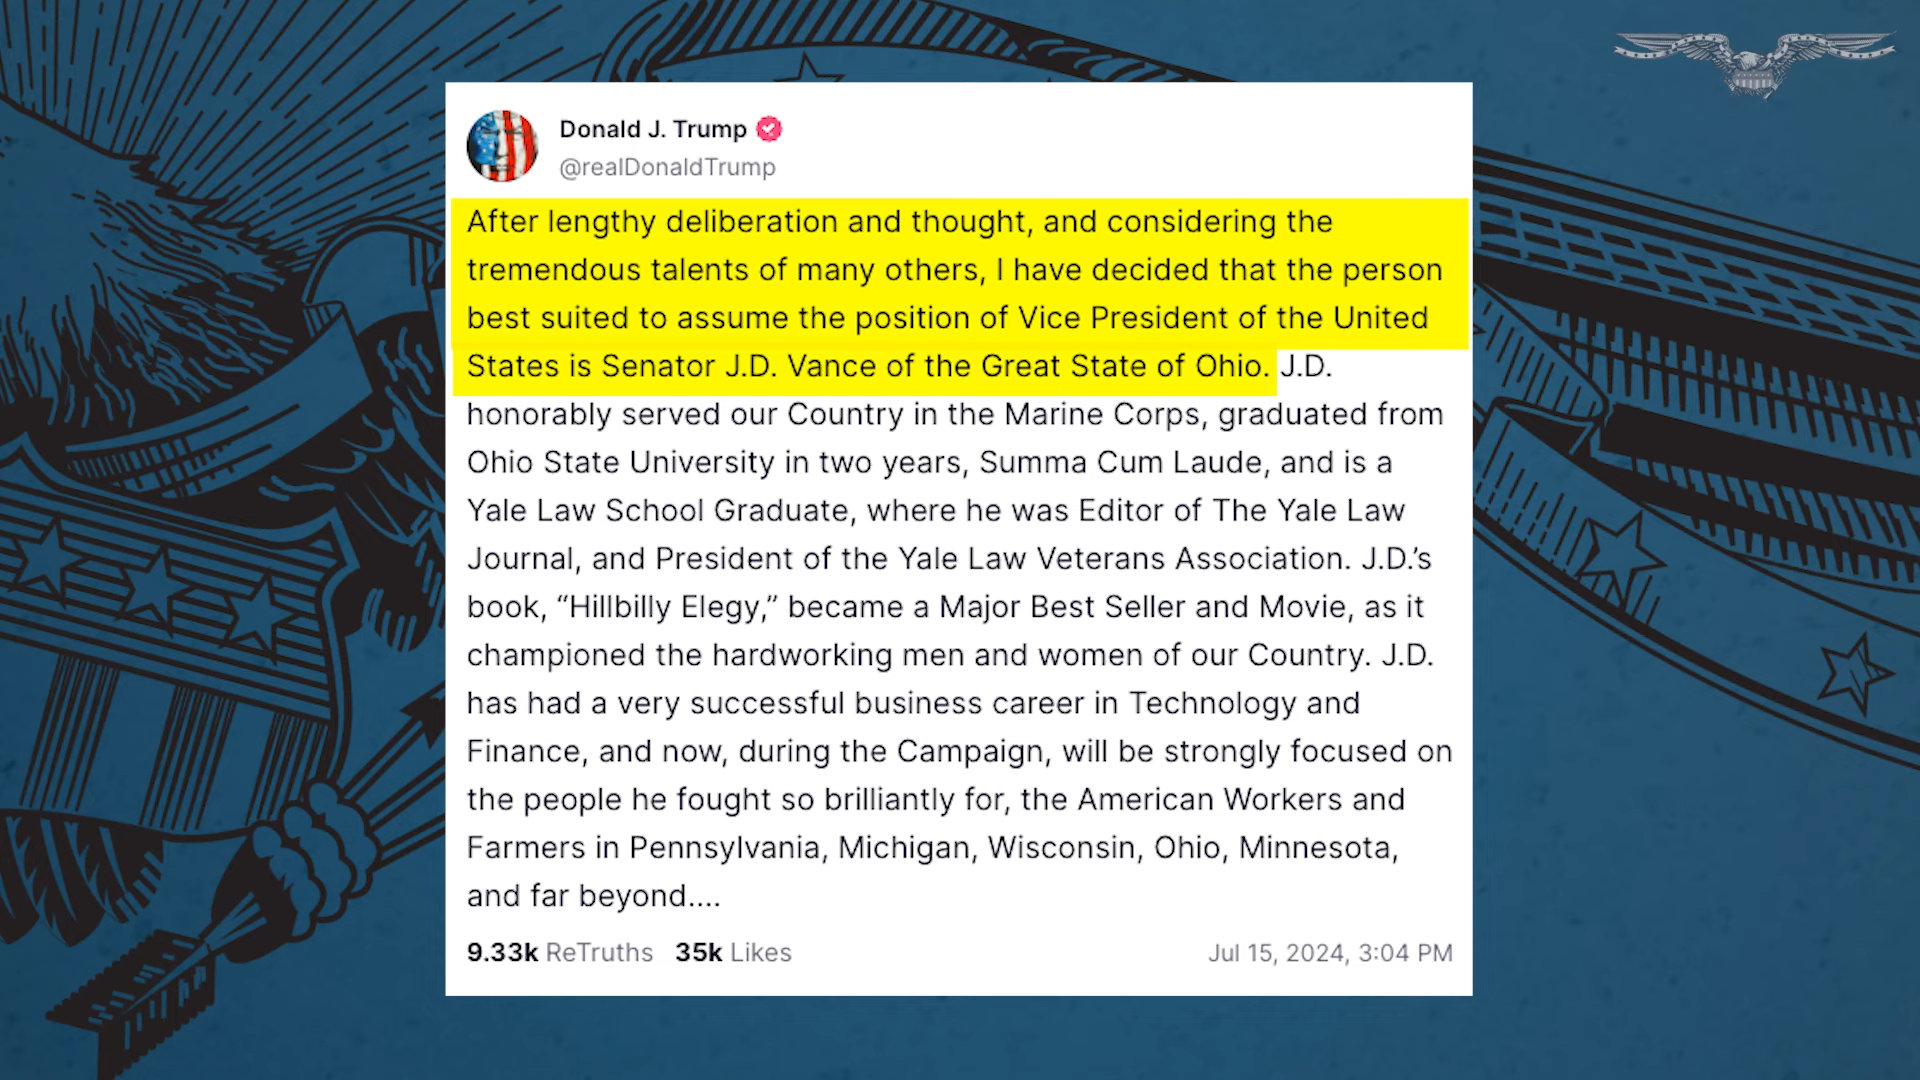 Donald J. Trump
@realDonaldTrump
After lengthy deliberation and thought, and considering the
tremendous talents of many others, I have decided that the person
best suited to assume the position of Vice President of the United
States is Senator J.D. Vance of the Great State of Ohio. J.D.
honorably served our Country in the Marine Corps, graduated from
Ohio State University in two years, Summa Cum Laude, and is a
Yale Law School Graduate, where he was Editor of The Yale Law
Journal, and President of the Yale Law Veterans Association. J.D.’s
book, “Hillbilly Elegy,” became a Major Best Seller and Movie, as it
championed the hardworking men and women of our Country. J.D.
has had a very successful business career in Technology and
Finance, and now, during the Campaign, will be strongly focused on
the people he fought so brilliantly for, the American Workers and
Farmers in Pennsylvania, Michigan, Wisconsin, Ohio, Minnesota,
and far beyond....
9.33k ReTruths 35k Likes Jul 15, 2024, 3:04 PM